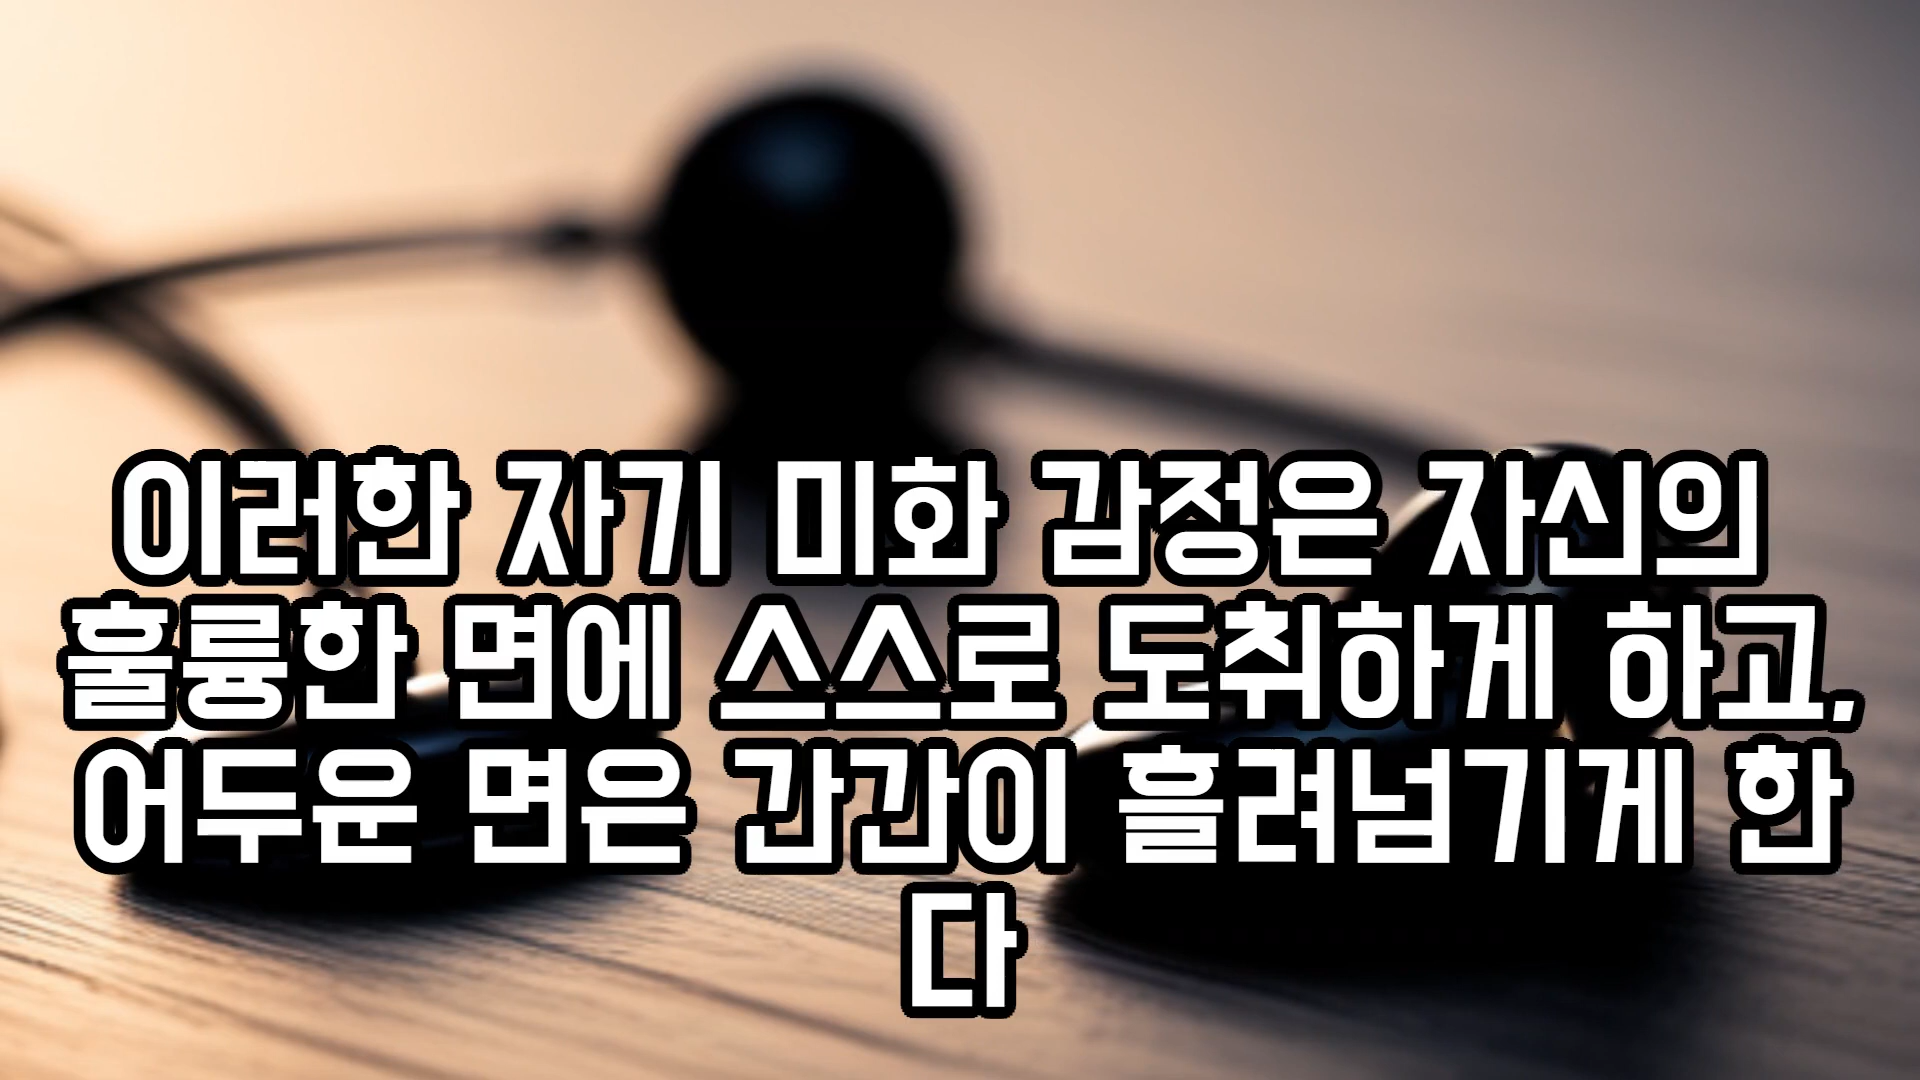 이러한 자기 미화 감정은 자신의
훌륭한 면에 스스로 도취하게 하고,
어두운 면은 간간이 흘려넘기게 한
다